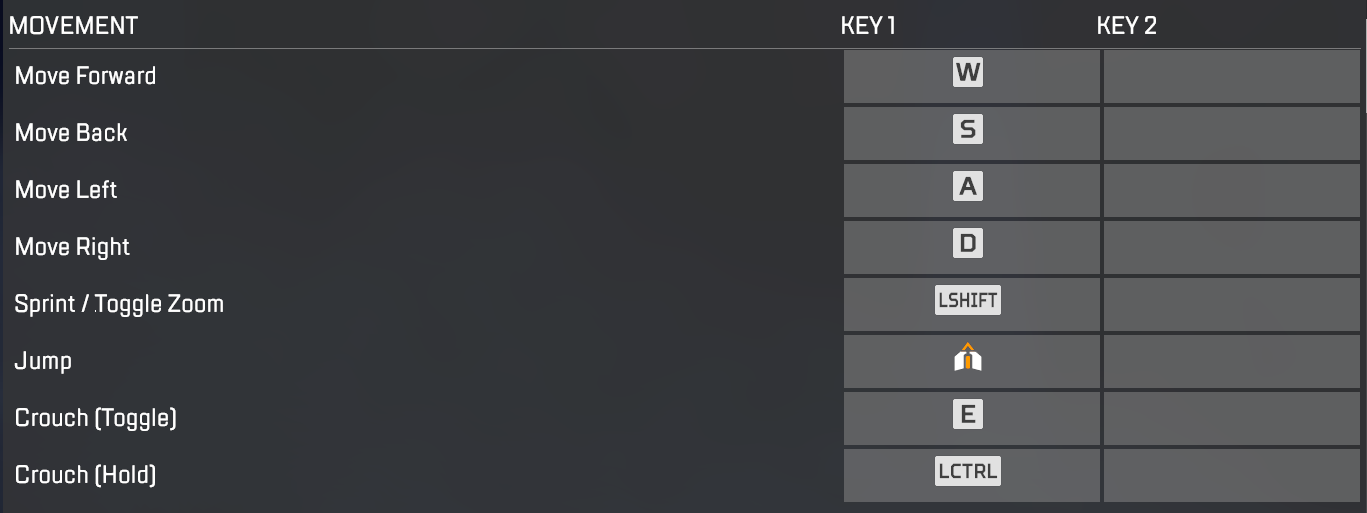 MOVEMENT KEY 1 KEY 2
Move Forward W
Move Back S
Move Left A
Move Right D
Sprint / Toggle Zoom LSHIFT
Jump
Crouch (Toggle) E
Crouch (Hold) LCTRL